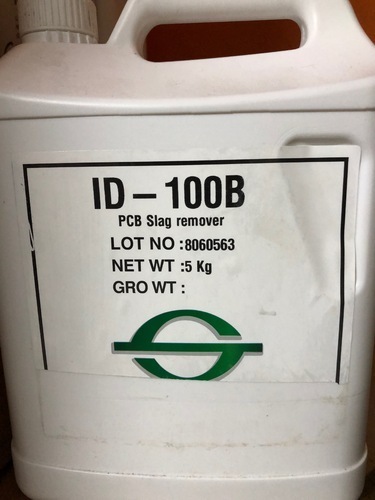 ID – 100B
PCB Slag remover
LOT NO :8060563
NET WT :5 Kg
GRO WT :